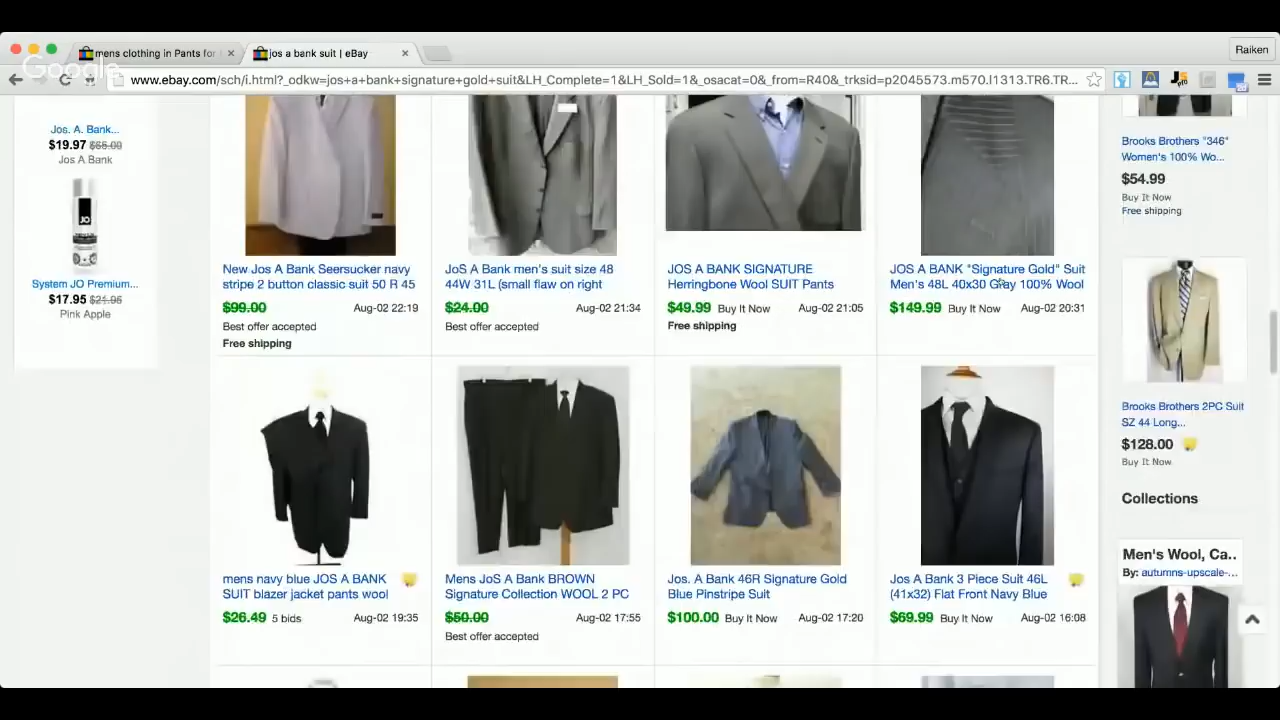 mens clothing in Pants for
jos a bank suit | eBay
Raiken
Google
www.ebay.com/sch/i.html?_odkw=jos+a+bank+signature+gold+suit&LH_Complete=1&LH_Sold=1&_osacat=0&_from=R40&_trksid=p2045573.m570.l1313.TR6.TR...
Jos. A. Bank...
$19.97 $65.00
Jos A Bank
JO
System JO Premium...
$17.95 $21.95
Pink Apple
New Jos A Bank Seersucker navy
stripe 2 button classic suit 50 R 45
$99.00 Aug-02 22:19
Best offer accepted
Free shipping
JoS A Bank men's suit size 48
44W 31L (small flaw on right
$24.00 Aug-02 21:34
Best offer accepted
JOS A BANK SIGNATURE
Herringbone Wool SUIT Pants
$49.99 Buy It Now Aug-02 21:05
Free shipping
JOS A BANK "Signature Gold" Suit
Men's 48L 40x30 Gray 100% Wool
$149.99 Buy It Now Aug-02 20:31
mens navy blue JOS A BANK
SUIT blazer jacket pants wool
$26.49 5 bids Aug-02 19:35
Mens JoS A Bank BROWN
Signature Collection WOOL 2 PC
$50.00 Aug-02 17:55
Best offer accepted
Jos. A Bank 46R Signature Gold
Blue Pinstripe Suit
$100.00 Buy It Now Aug-02 17:20
Jos A Bank 3 Piece Suit 46L
(41x32) Flat Front Navy Blue
$69.99 Buy It Now Aug-02 16:08
Brooks Brothers "346"
Women's 100% Wo...
$54.99
Buy It Now
Free shipping
Brooks Brothers 2PC Suit
SZ 44 Long...
$128.00
Buy It Now
Collections
Men's Wool, Ca..
By: autumns-upscale-...